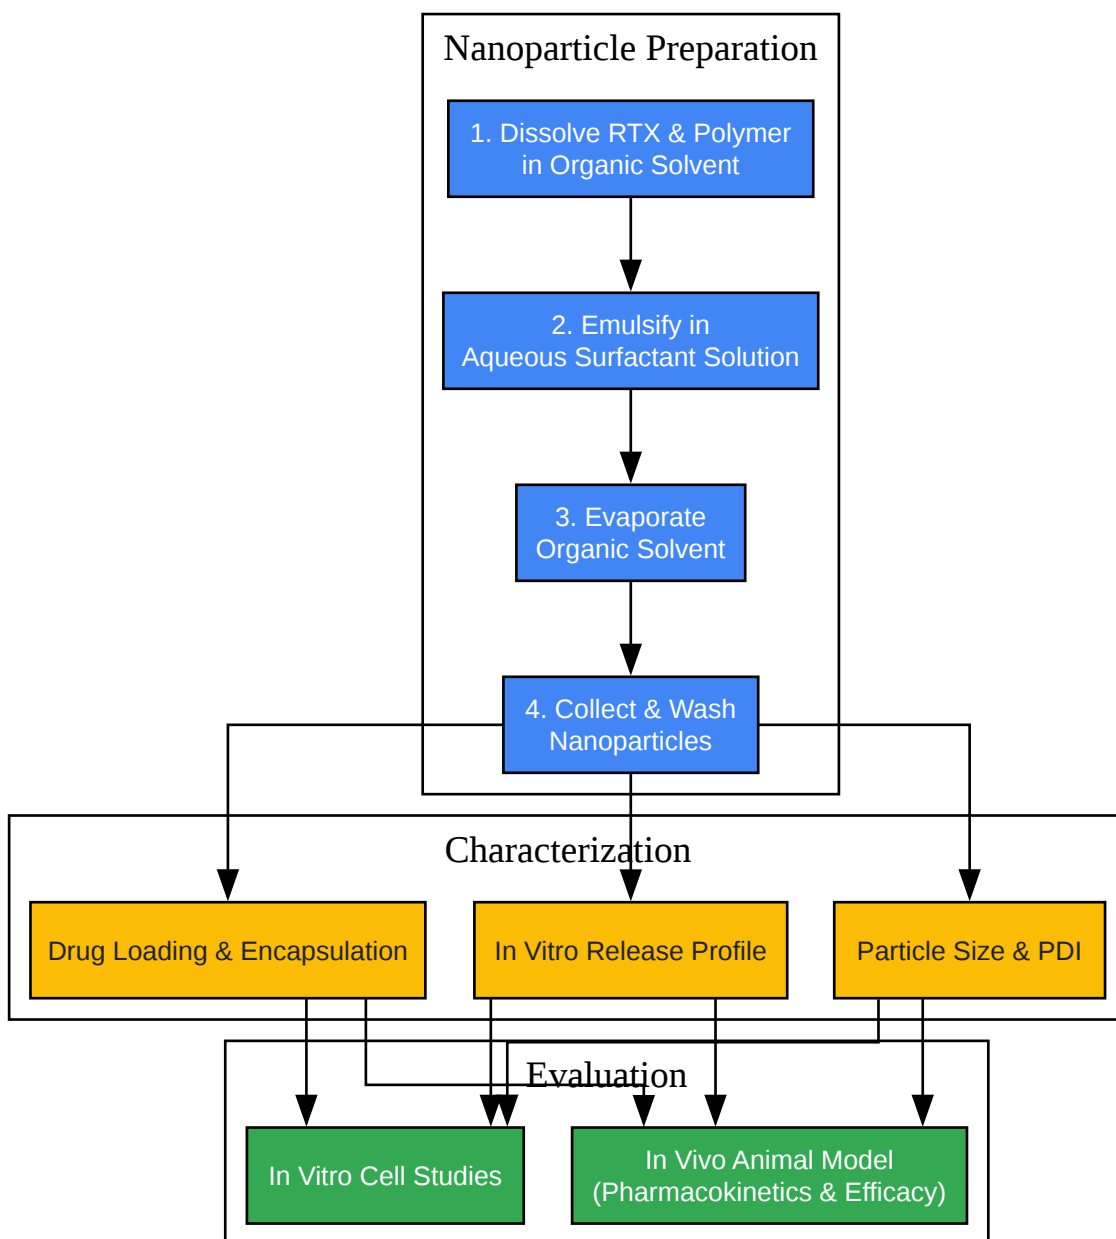 Nanoparticle Preparation
1. Dissolve RTX & Polymer
in Organic Solvent
2. Emulsify in
Aqueous Surfactant Solution
3. Evaporate
Organic Solvent
4. Collect & Wash
Nanoparticles
Characterization
Drug Loading & Encapsulation
In Vitro Release Profile
Particle Size & PDI
Evaluation
In Vitro Cell Studies
In Vivo Animal Model
(Pharmacokinetics & Efficacy)